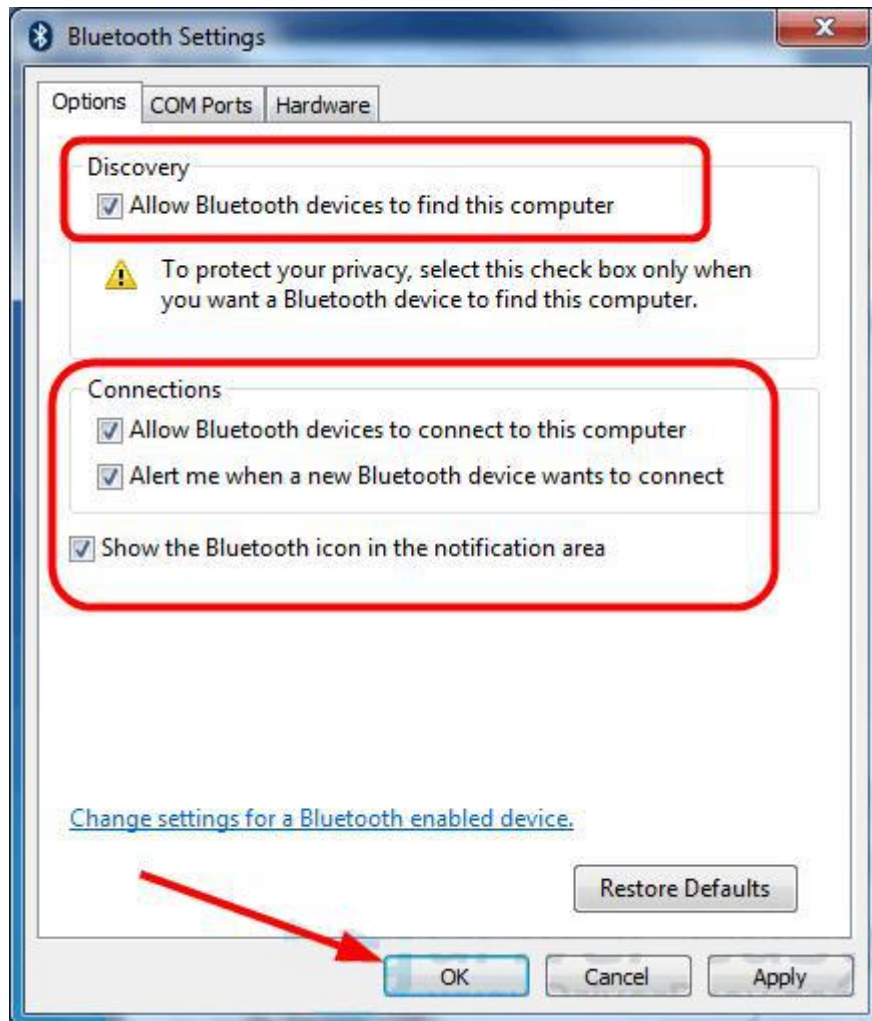 Bluetooth Settings
Options COM Ports Hardware
Discovery
Allow Bluetooth devices to find this computer
To protect your privacy, select this check box only when
you want a Bluetooth device to find this computer.
Connections
Allow Bluetooth devices to connect to this computer
Alert me when a new Bluetooth device wants to connect
Show the Bluetooth icon in the notification area
Change settings for a Bluetooth enabled device.
Restore Defaults
OK Cancel Apply